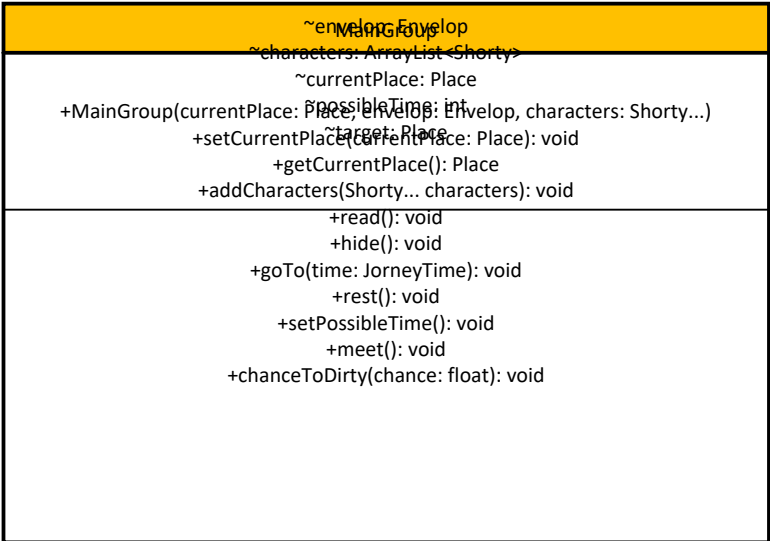 MainGroup
~envelop: Envelop
~characters: ArrayList<Shorty>
~currentPlace: Place
~possibleTime: int
~target: Place
+MainGroup(currentPlace: Place, envelop: Envelop, characters: Shorty...)
+setCurrentPlace(currentPlace: Place): void
+getCurrentPlace(): Place
+addCharacters(Shorty... characters): void
+read(): void
+hide(): void
+goTo(time: JorneyTime): void
+rest(): void
+setPossibleTime(): void
+meet(): void
+chanceToDirty(chance: float): void